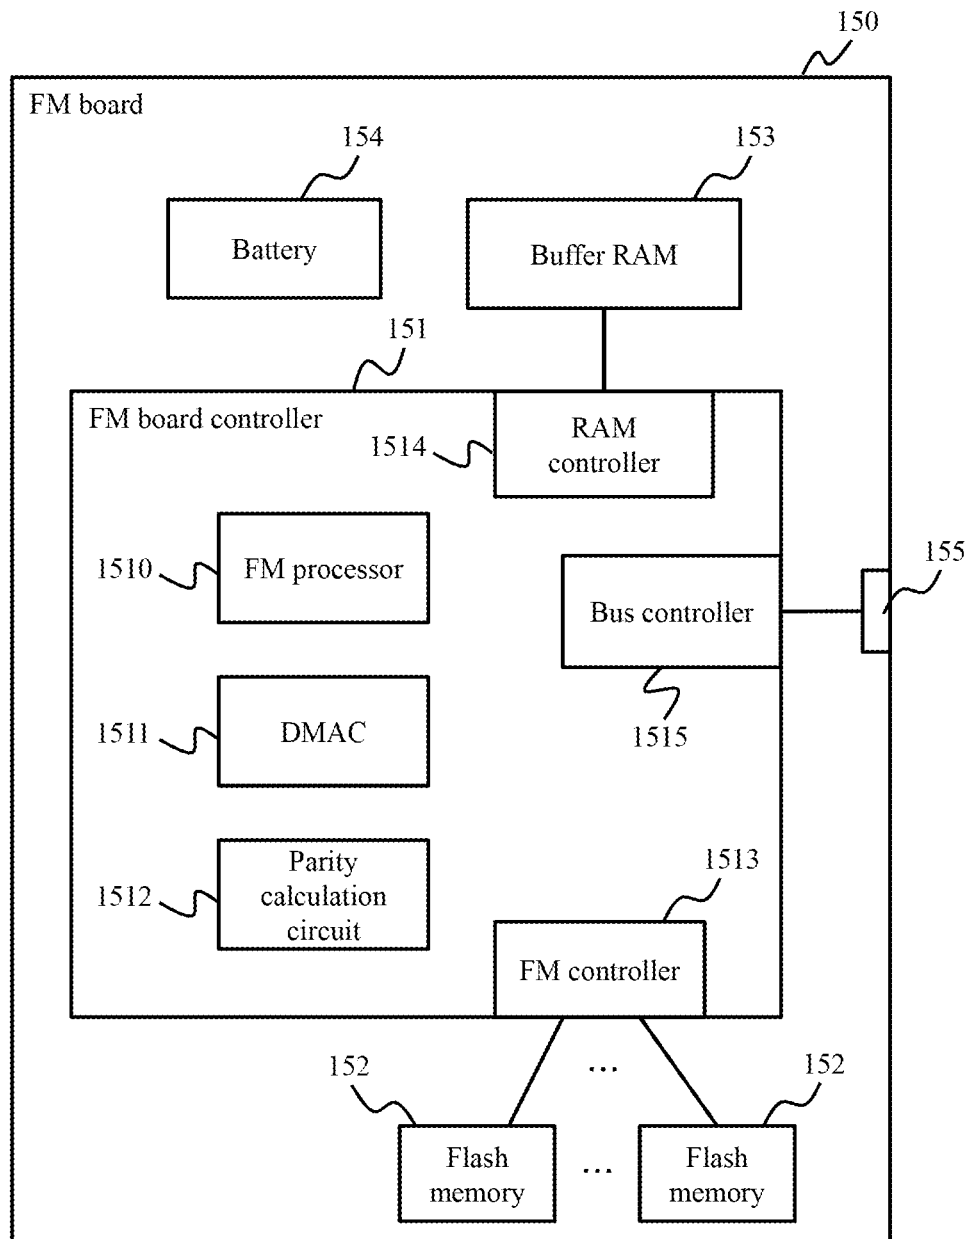 150
FM board
154
153
Battery
Buffer RAM
151
FM board controller
1514
RAM
controller
1510
FM processor
155
Bus controller
1511
DMAC
1515
1512
Parity
calculation
circuit
1513
FM controller
...
152
152
Flash
memory
...
Flash
memory